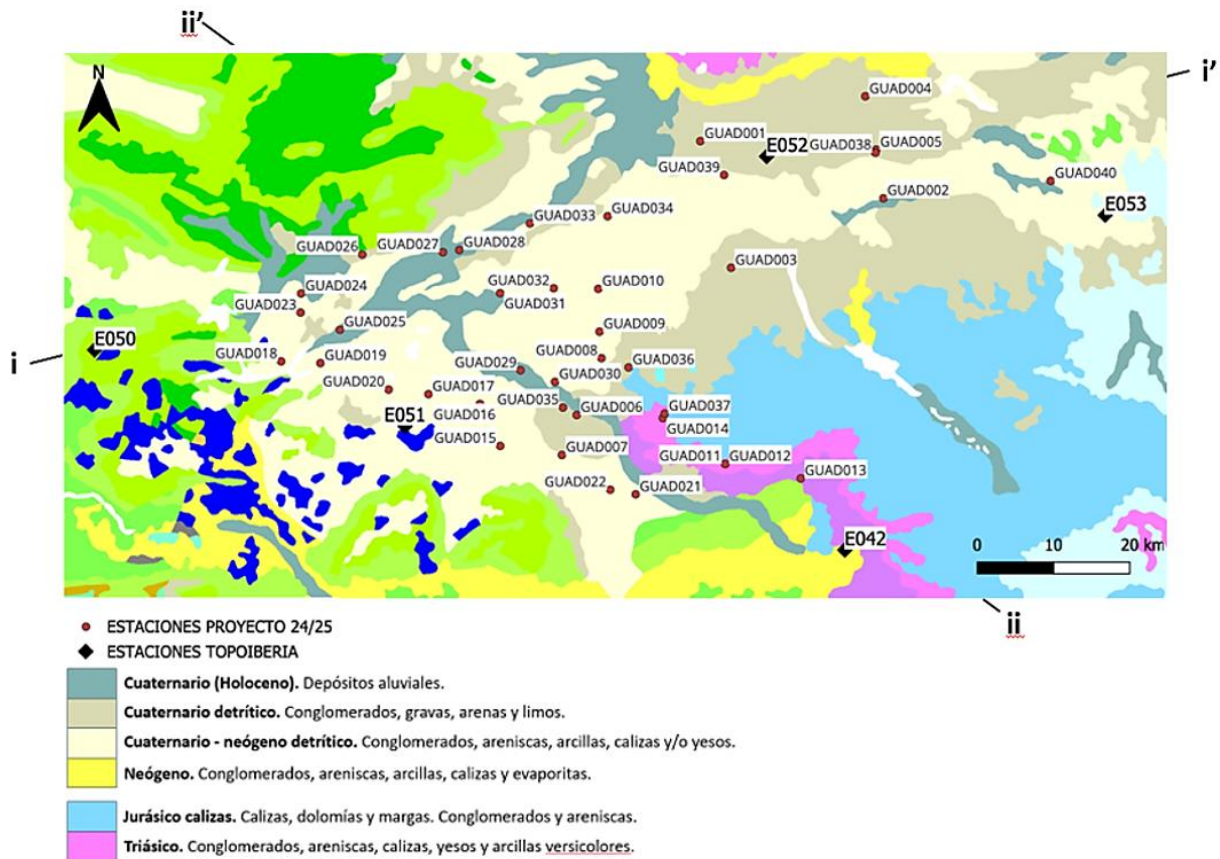 ii'
i'
N
GUAD004
GUAD001
E052
GUAD038
GUAD005
GUAD039
GUAD040
GUAD002
E053
GUAD034
GUAD033
GUAD026
GUAD027
GUAD028
GUAD003
GUAD032
GUAD010
GUAD024
GUAD031
GUAD023
GUAD025
GUAD009
E050
i
GUAD008
GUAD018
GUAD019
GUAD029
GUAD036
GUAD030
GUAD020
GUAD017
GUAD035
E051
GUAD016
GUAD006
GUAD037
GUAD014
GUAD015
GUAD007
GUAD011
GUAD012
GUAD013
GUAD022
GUAD021
E042
0 10 20 km
ii
ESTACIONES PROYECTO 24/25
ESTACIONES TOPOIBERIA
Cuaternario (Holoceno). Depósitos aluviales.
Cuaternario detrítico. Conglomerados, gravas, arenas y limos.
Cuaternario - neógeno detrítico. Conglomerados, areniscas, arcillas, calizas y/o yesos.
Neógeno. Conglomerados, areniscas, arcillas, calizas y evaporitas.
Jurásico calizas. Calizas, dolomías y margas. Conglomerados y areniscas.
Triásico. Conglomerados, areniscas, calizas, yesos y arcillas versicolores.